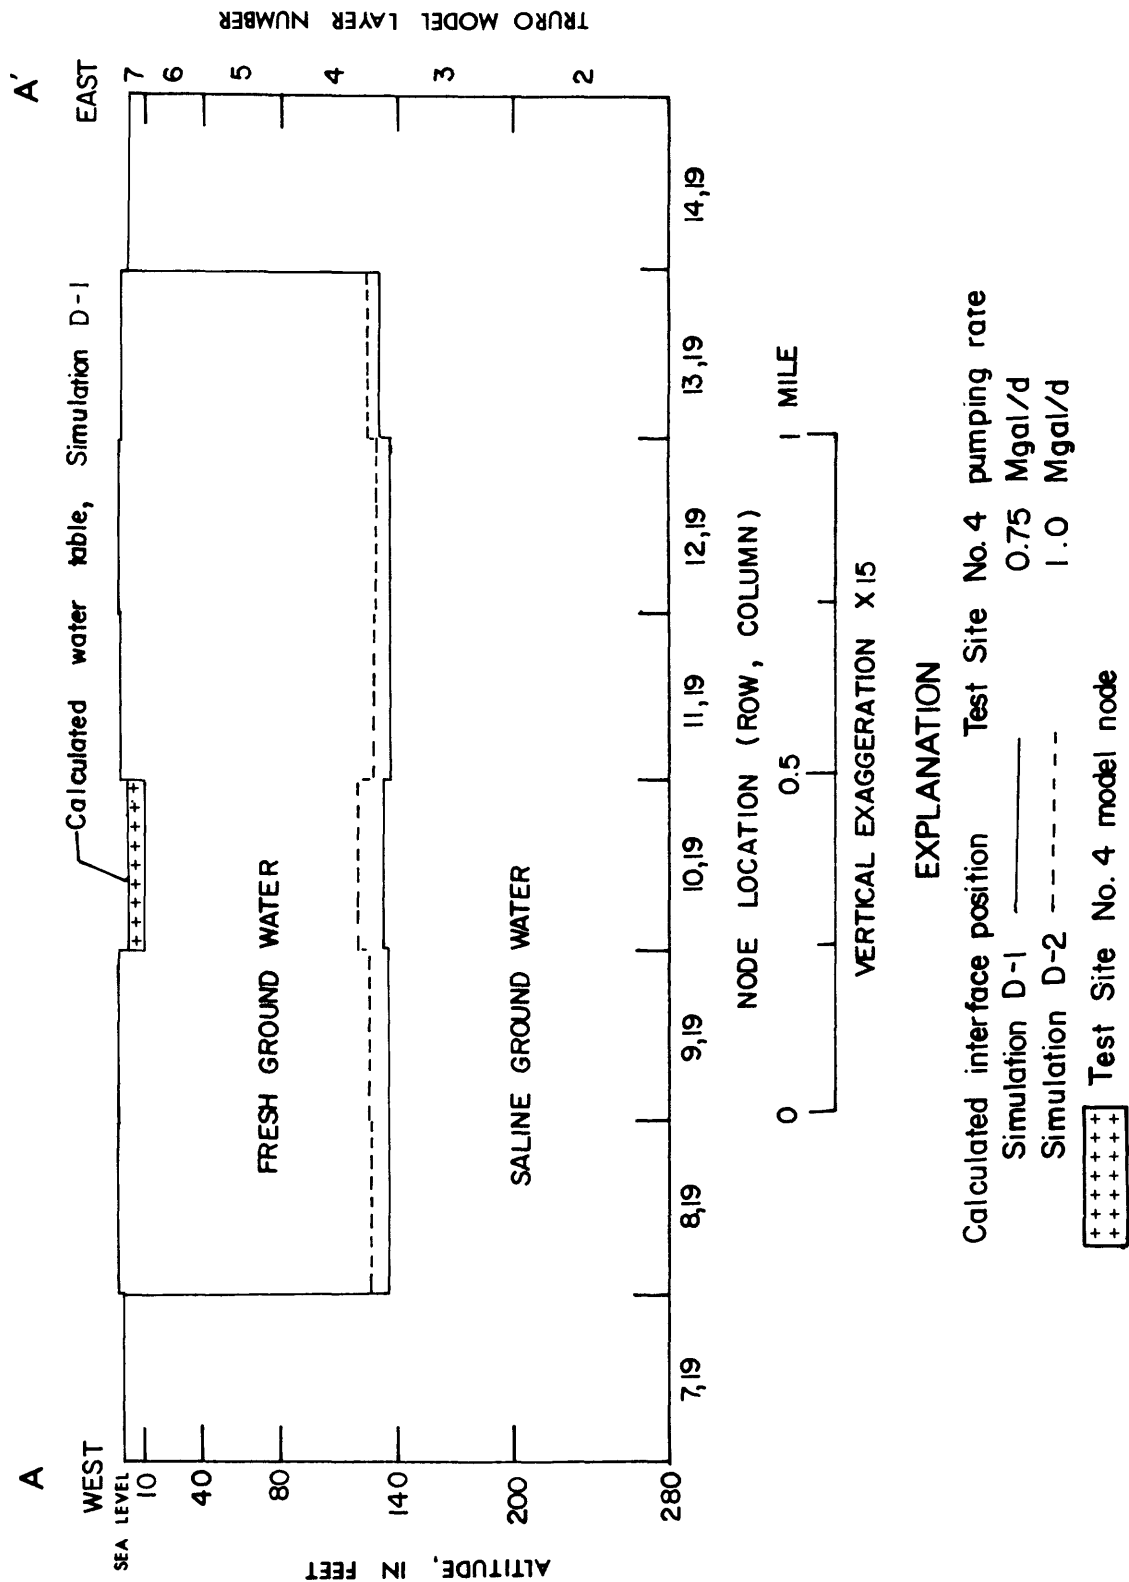 A
A'
WEST
EAST
SEA LEVEL
10
40
80
140
200
280
ALTITUDE, IN FEET
7
6
5
4
3
2
TRURO MODEL LAYER NUMBER
Calculated water table, Simulation D-1
FRESH GROUND WATER
SALINE GROUND WATER
7,19
8,19
9,19
10,19
11,19
12,19
13,19
14,19
NODE LOCATION (ROW, COLUMN)
0
0.5
1 MILE
VERTICAL EXAGGERATION X15
EXPLANATION
Calculated interface position
Test Site No. 4 pumping rate
Simulation D-1
0.75 Mgal/d
Simulation D-2
1.0 Mgal/d
Test Site No. 4 model node